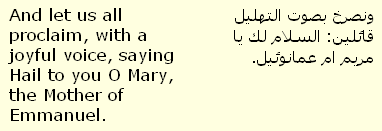 And let us all
proclaim, with a
joyful voice, saying
Hail to you O Mary,
the Mother of
Emmanuel.
ونصرخ بصوت التهليل
قائلين: السلام لك يا
مريم ام عمانوئيل.